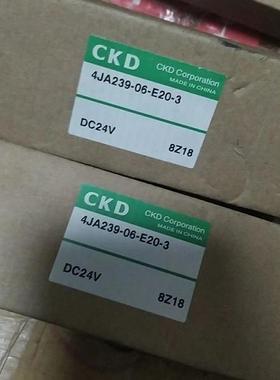 CKD CKD Corporation
MADE IN CHINA
4JA239-06-E20-3
DC24V 8Z18
CKD CKD Corporation
MADE IN CHINA
4JA239-06-E20-3
DC24V 8Z18